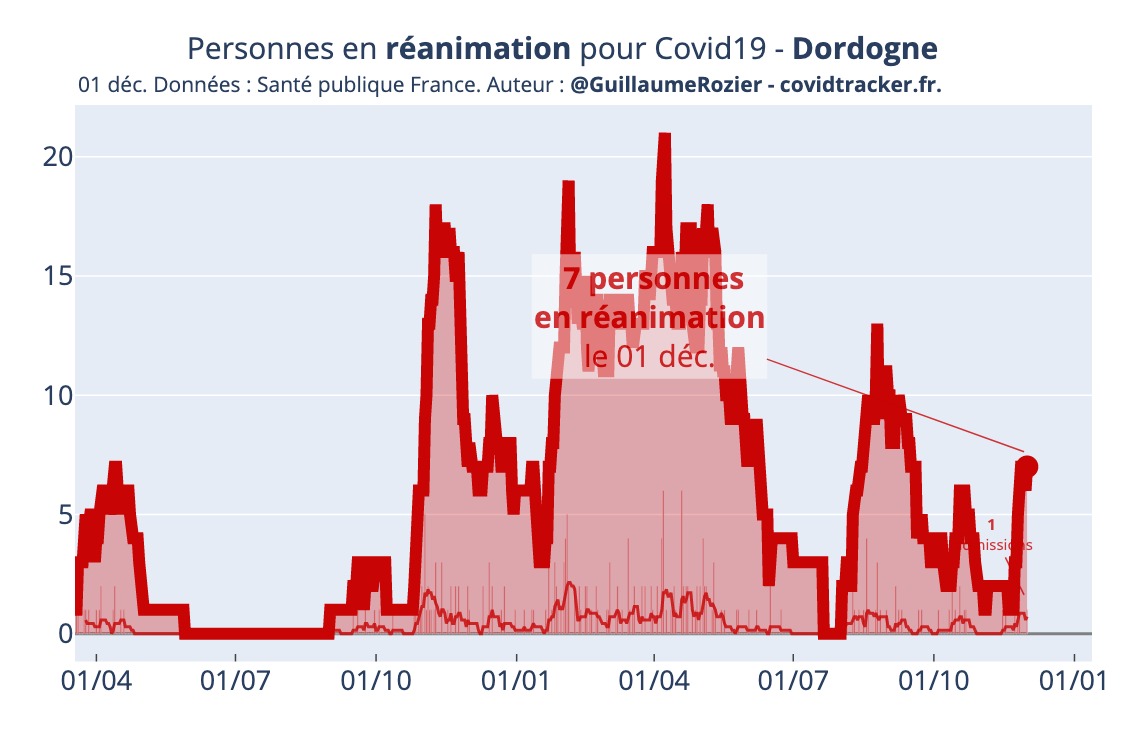 Personnes en réanimation pour Covid19 - Dordogne
01 déc. Données : Santé publique France. Auteur : @GuillaumeRozier - covidtracker.fr.
20
15
10
5
0
7 personnes
en réanimation
le 01 déc.
1
01/04
01/07
01/10
01/01
01/04
01/07
01/10
01/01